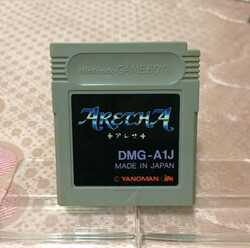 Nintendo GAME BOY
ARETHA
アレサ
DMG-A1J
MADE IN JAPAN
© YANOMAN/